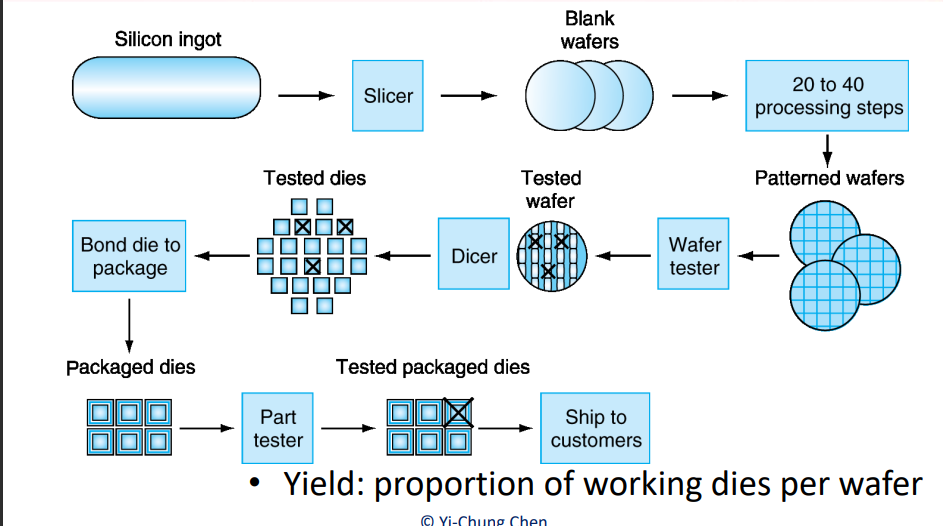 Silicon ingot
Slicer
Blank
wafers
20 to 40
processing steps
Patterned wafers
Wafer
tester
Tested
wafer
Dicer
Tested dies
Bond die to
package
Packaged dies
Part
tester
Tested packaged dies
Ship to
customers
• Yield: proportion of working dies per wafer
© Yi-Chung Chen